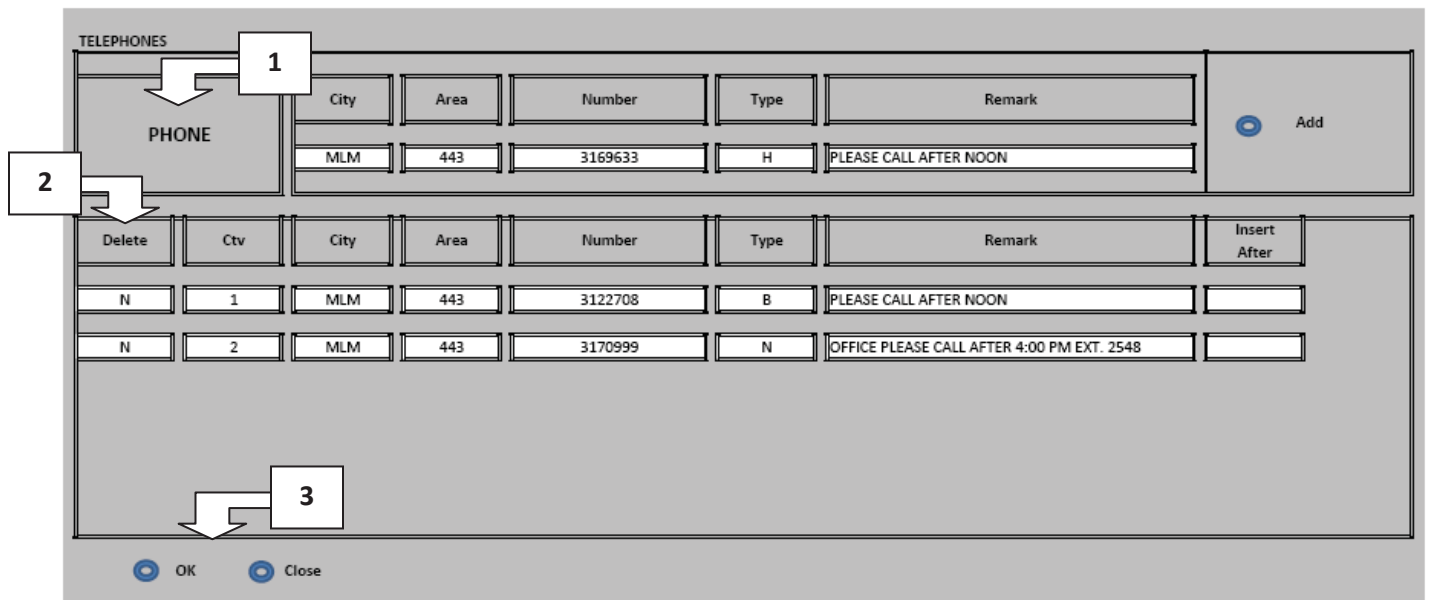 TELEPHONES
1
City Area Number Type Remark
PHONE
Add
MLM 443 3169633 H PLEASE CALL AFTER NOON
2
Delete Ctv City Area Number Type Remark Insert After
N 1 MLM 443 3122708 B PLEASE CALL AFTER NOON
N 2 MLM 443 3170999 N OFFICE PLEASE CALL AFTER 4:00 PM EXT. 2548
3
OK Close